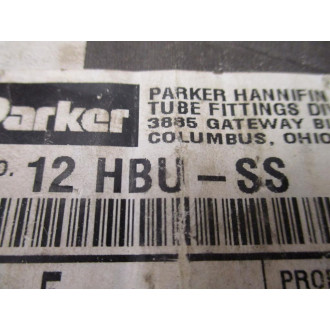 Parker
PARKER HANNIFIN
TUBE FITTINGS DIV
3885 GATEWAY B
COLUMBUS, OHIO
O. 12 HBU-SS